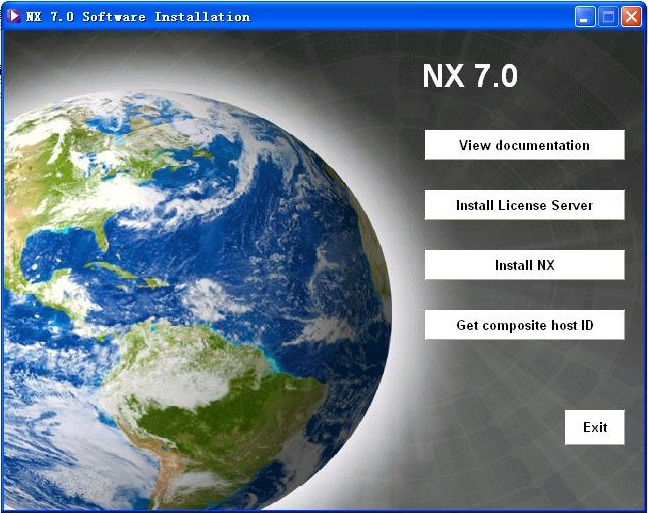 NX 7.0 Software Installation
NX 7.0
View documentation
Install License Server
Install NX
Get composite host ID
Exit